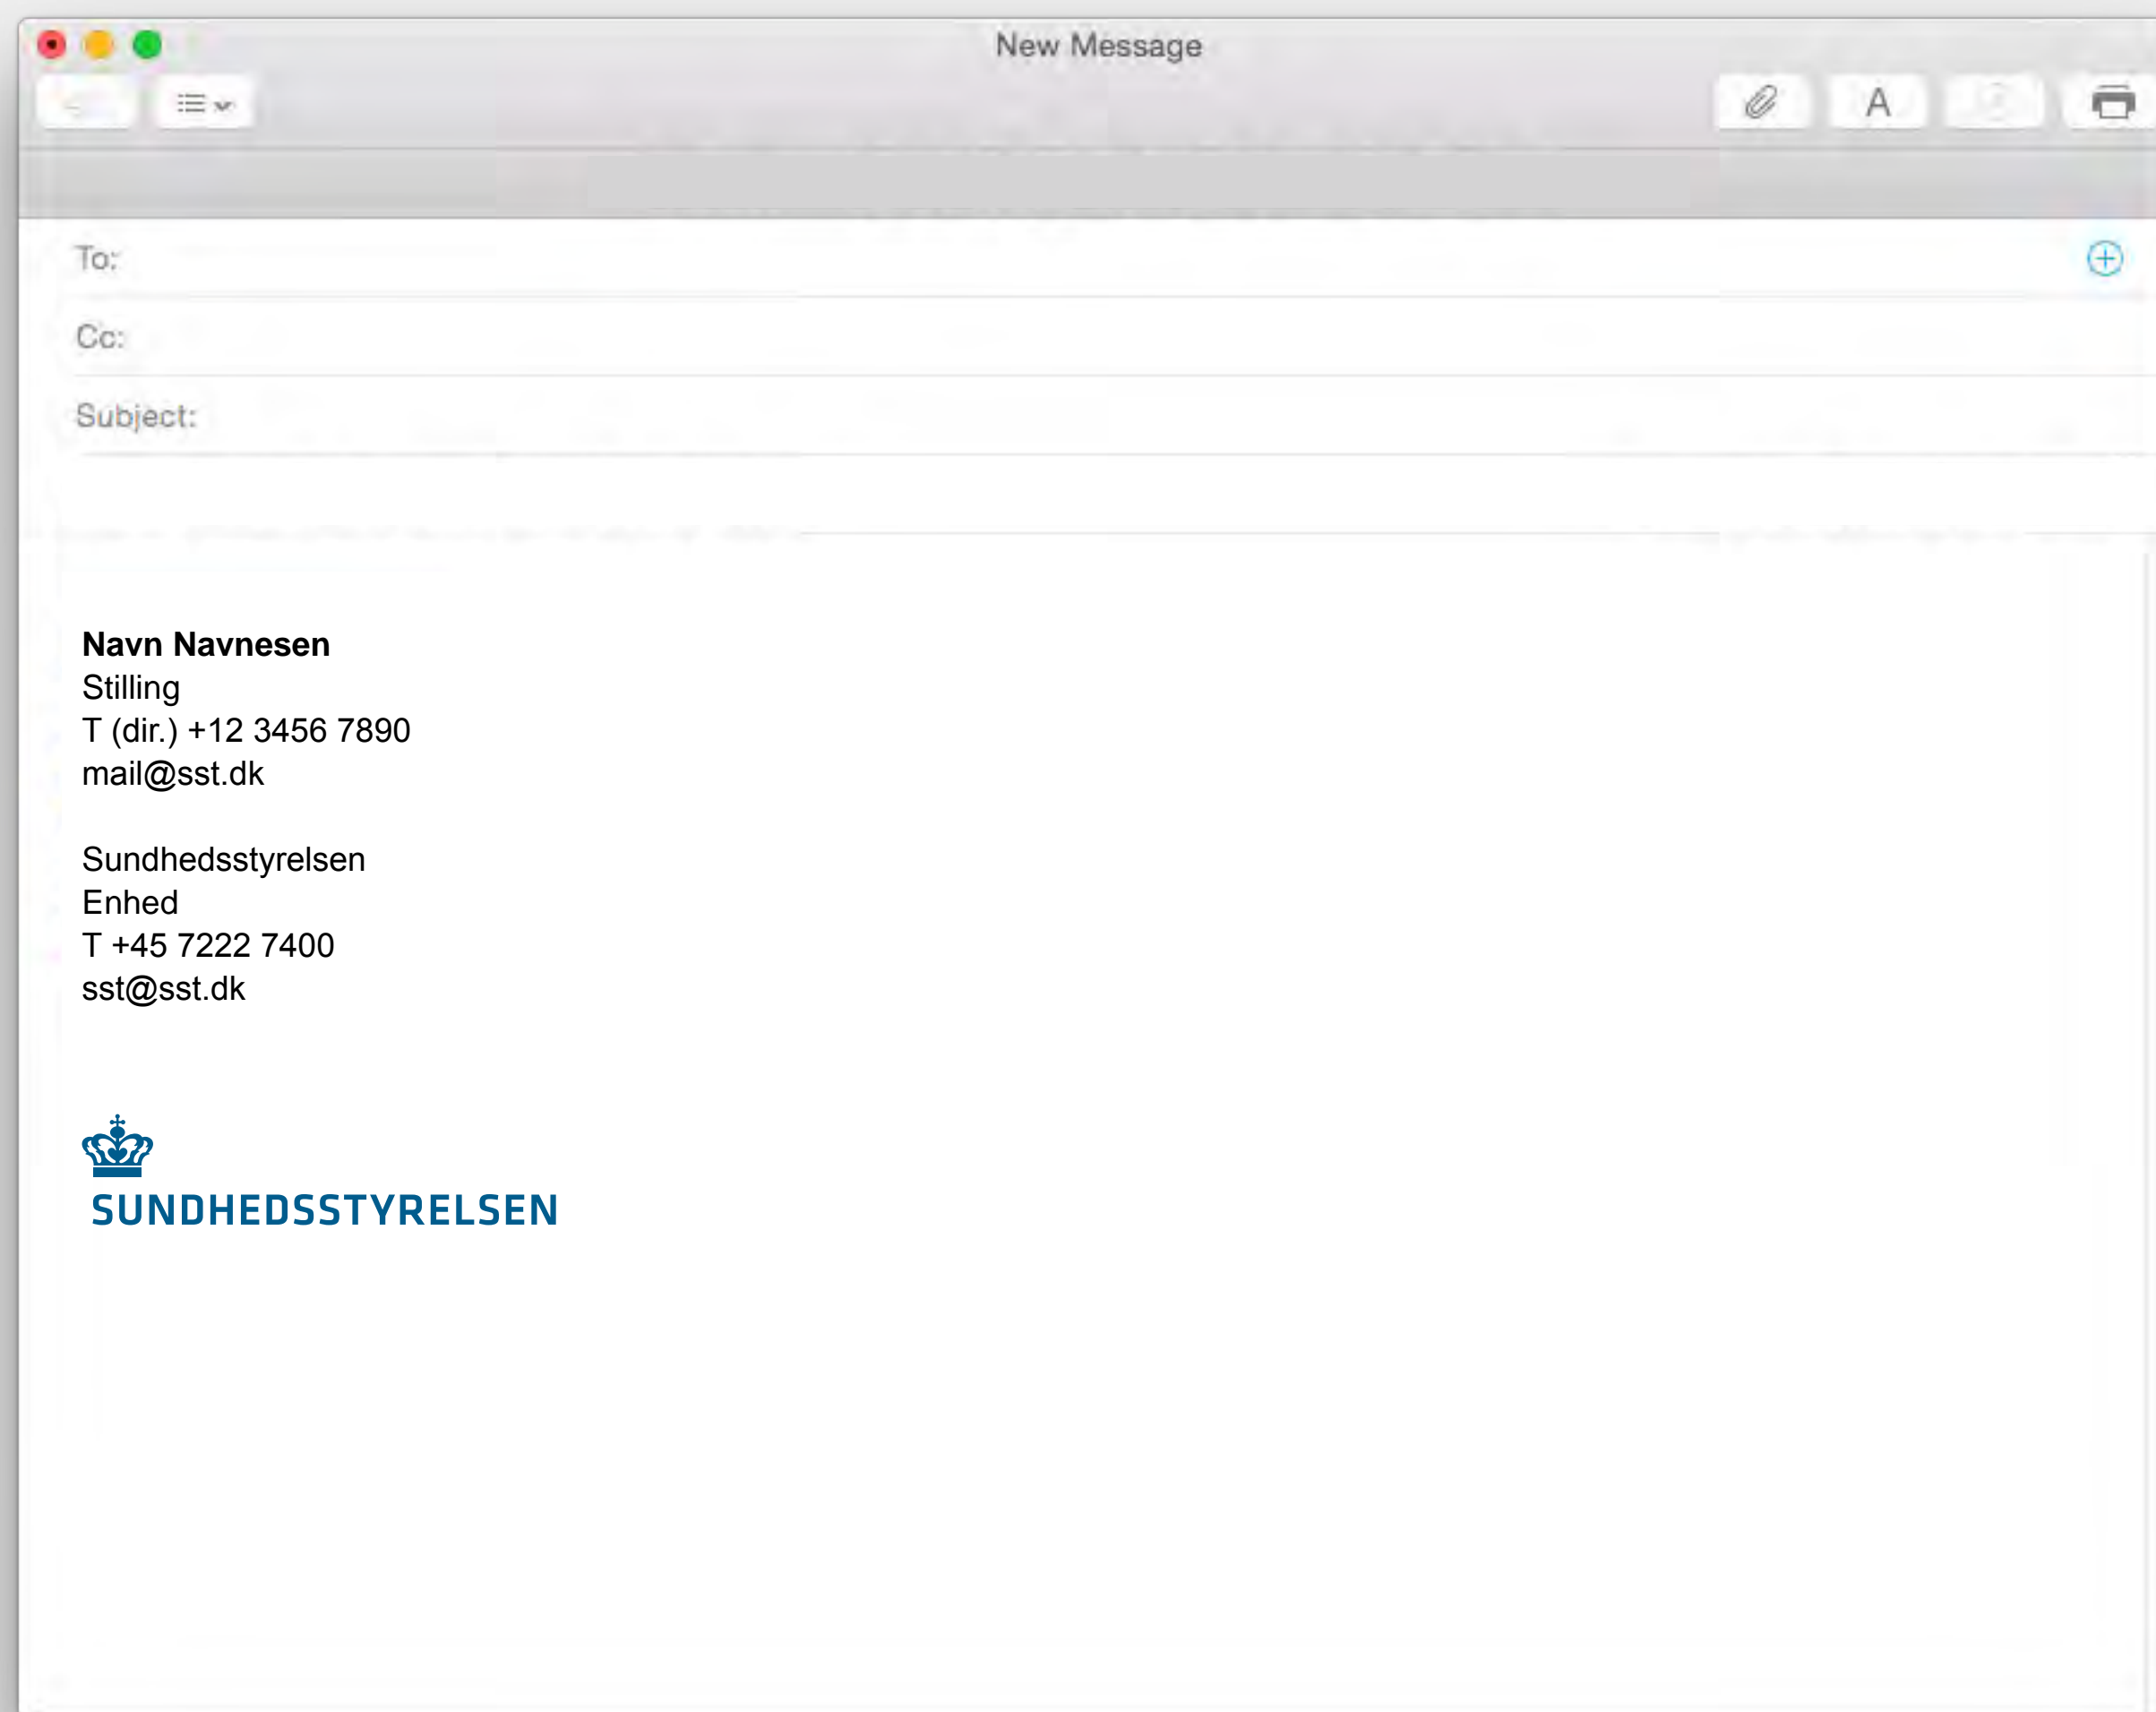 New Message
A
To:
Cc:
Subject:
Navn Navnesen
Stilling
T (dir.) +12 3456 7890
mail@sst.dk
Sundhedsstyrelsen
Enhed
T +45 7222 7400
sst@sst.dk
SUNDHEDSSTYRELSEN